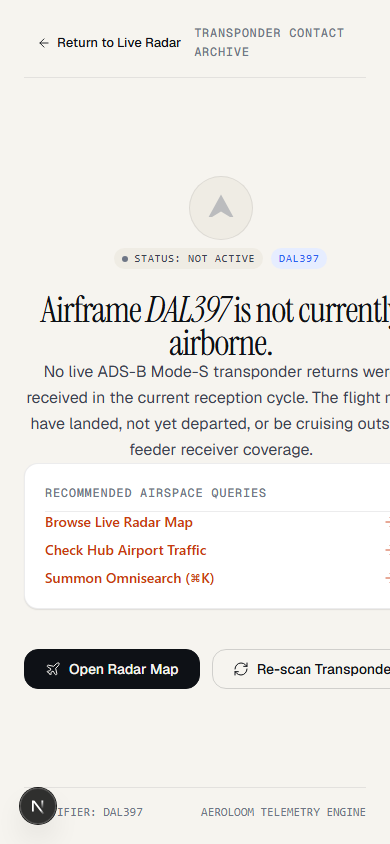 ← Return to Live Radar
TRANSPONDER CONTACT
ARCHIVE
STATUS: NOT ACTIVE
DAL397
Airframe DAL397 is not currently
airborne.
No live ADS-B Mode-S transponder returns wer
received in the current reception cycle. The flight
have landed, not yet departed, or be cruising outs
feeder receiver coverage.
RECOMMENDED AIRSPACE QUERIES
Browse Live Radar Map
Check Hub Airport Traffic
Summon Omnisearch (⌘K)
Open Radar Map
Re-scan Transponde
N
IFIER: DAL397
AEROLOOM TELEMETRY ENGINE